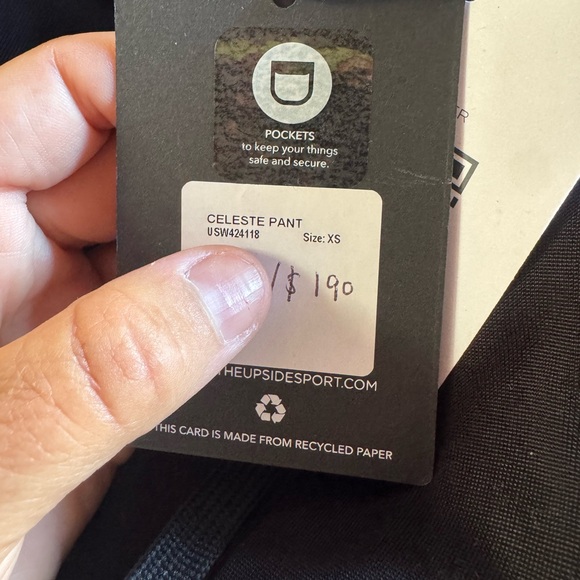 POCKETS
to keep your things
safe and secure.
CELESTE PANT
USW424118 Size: XS
/$ 190
HEUPSIDESPORT.COM
THIS CARD IS MADE FROM RECYCLED PAPER